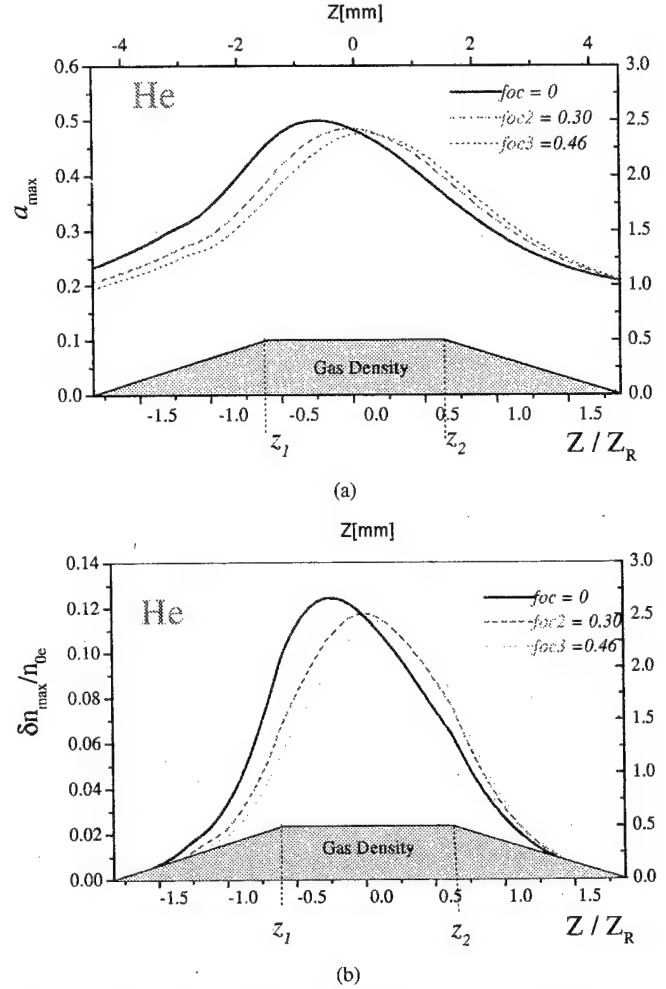 Z[mm]
-4 -2 0 2 4
He
foc = 0
foc2 = 0.30
foc3 = 0.46
0.6 0.5 0.4 0.3 0.2 0.1 0.0
a_max
3.0 2.5 2.0 1.5 1.0 0.5 0.0
Gas Density
-1.5 -1.0 -0.5 0.0 0.5 1.0 1.5
z_1 z_2 Z / Z_R
(a)
Z[mm]
He
foc = 0
foc2 = 0.30
foc3 = 0.46
0.14 0.12 0.10 0.08 0.06 0.04 0.02 0.00
δn_max/n_0e
3.0 2.5 2.0 1.5 1.0 0.5 0.0
Gas Density
-1.5 -1.0 -0.5 0.0 0.5 1.0 1.5
z_1 z_2 Z / Z_R
(b)